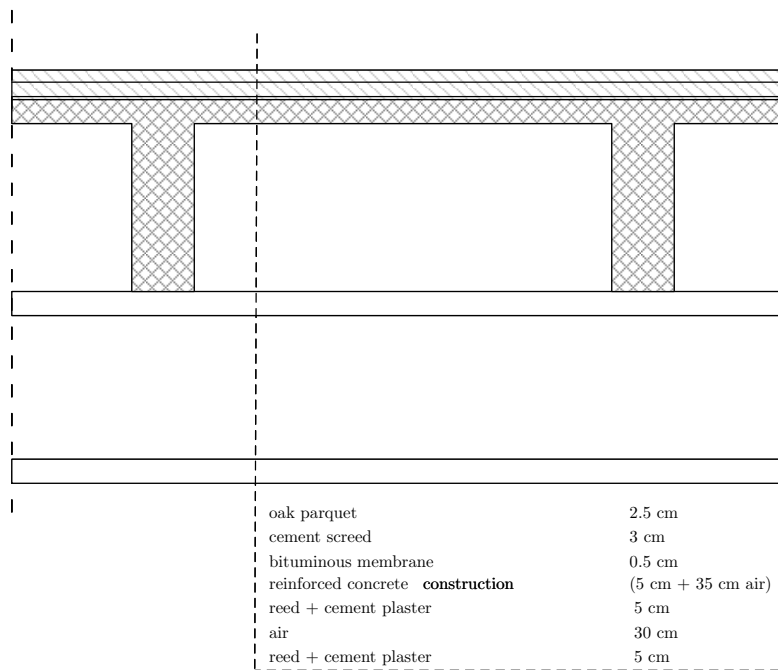 oak parquet 2.5 cm
cement screed 3 cm
bituminous membrane 0.5 cm
reinforced concrete construction (5 cm + 35 cm air)
reed + cement plaster 5 cm
air 30 cm
reed + cement plaster 5 cm